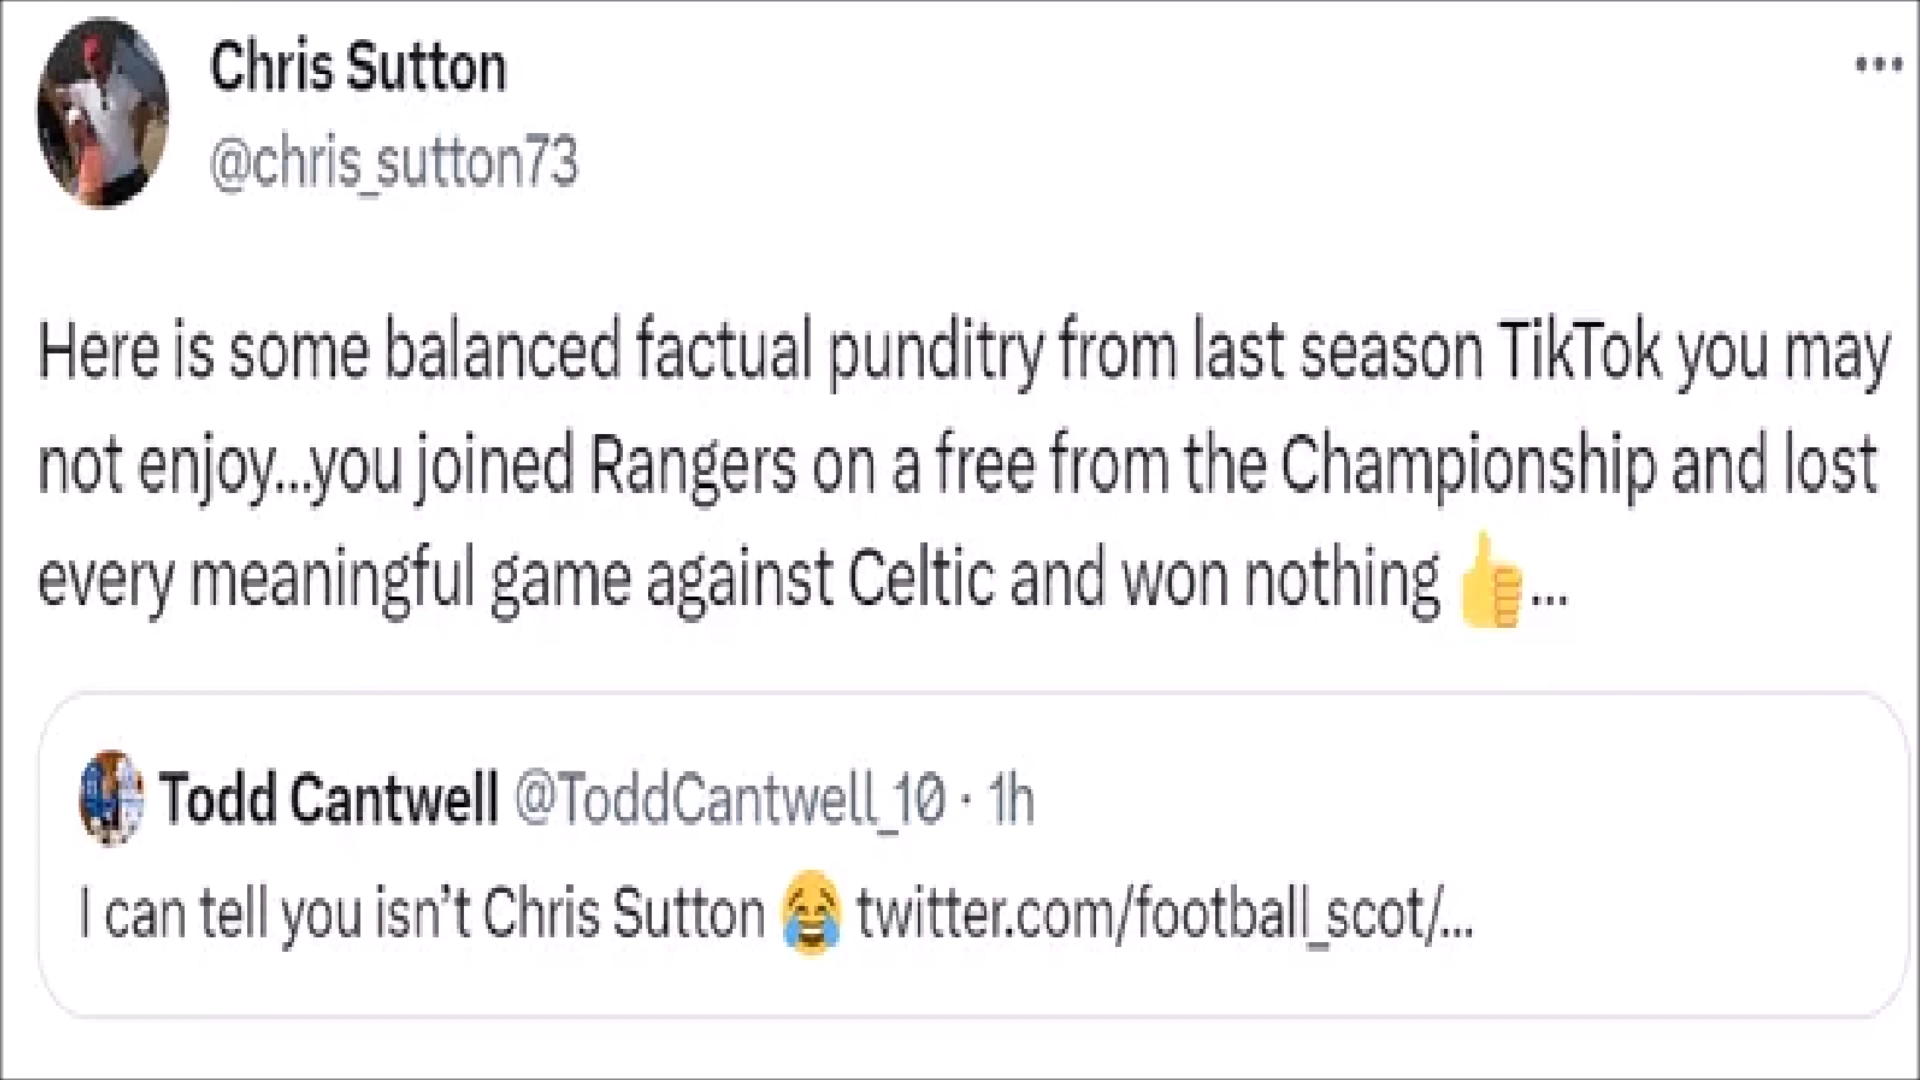 Chris Sutton
@chris_sutton73
Here is some balanced factual punditry from last season TikTok you may
not enjoy...you joined Rangers on a free from the Championship and lost
every meaningful game against Celtic and won nothing 👍...
Todd Cantwell @ToddCantwell_10 · 1h
I can tell you isn’t Chris Sutton 😂 twitter.com/football_scot/...